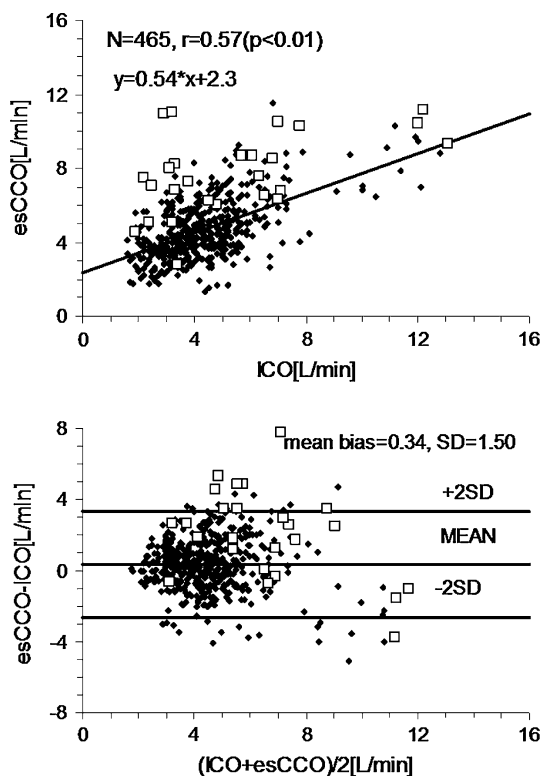 16
N=465, r=0.57(p<0.01)
y=0.54*x+2.3
12
8
4
0
esCCO[L/min]
0 4 8 12 16
ICO[L/min]
8
mean bias=0.34, SD=1.50
+2SD
4
MEAN
0
-2SD
-4
-8
esCCO-ICO[L/min]
0 4 8 12 16
(ICO+esCCO)/2[L/min]